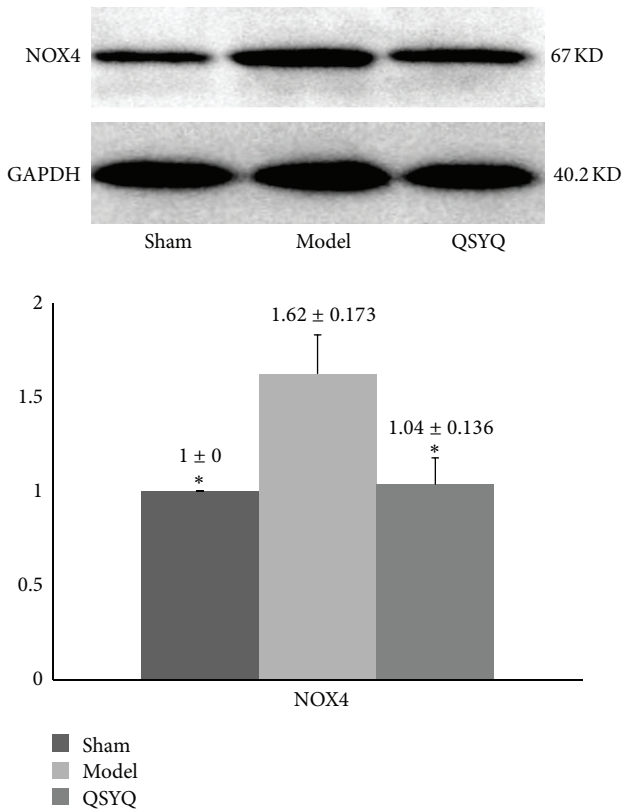 NOX4 67 KD
GAPDH 40.2 KD
Sham Model QSYQ
2
1.62 ± 0.173
1.5
1.04 ± 0.136
*
1 ± 0
*
1
0.5
0
NOX4
Sham
Model
QSYQ